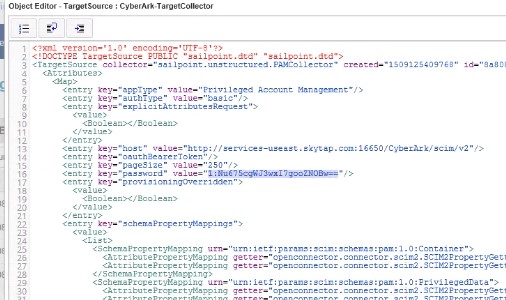 Object Editor - TargetSource : CyberArk-TargetCollector
1 <?xml version='1.0' encoding='UTF-8'?>
2 <!DOCTYPE TargetSource PUBLIC "sailpoint.dtd" "sailpoint.dtd">
3 <TargetSource collector="sailpoint.unstructured.PAMCollector" created="1509125409768" id="8a808
4 <Attributes>
5 <Map>
6 <entry key="appType" value="Privileged Account Management"/>
7 <entry key="authType" value="basic"/>
8 <entry key="explicitAttributesRequest">
9 <value>
10 <Boolean></Boolean>
11 </value>
12 </entry>
13 <entry key="host" value="http://services-useast.skytap.com:16650/CyberArk/scim/v2"/>
14 <entry key="oauthBearerToken"/>
15 <entry key="pageSize" value="250"/>
16 <entry key="password" value="1:Nu675cgWJ3wxI7gooZNOBw=="/>
17 <entry key="provisioningOverridden">
18 <value>
19 <Boolean></Boolean>
20 </value>
21 </entry>
22 <entry key="schemaPropertyMappings">
23 <value>
24 <List>
25 <SchemaPropertyMapping urn="urn:ietf:params:scim:schemas:pam:1.0:Container">
26 <AttributePropertyMapping getter="openconnector.connector.scim2.SCIM2PropertyGett
27 <AttributePropertyMapping getter="openconnector.connector.scim2.SCIM2PropertyGett
28 </SchemaPropertyMapping>
29 <SchemaPropertyMapping urn="urn:ietf:params:scim:schemas:pam:1.0:PrivilegedData">
30 <AttributePropertyMapping getter="openconnector.connector.scim2.SCIM2PropertyGett